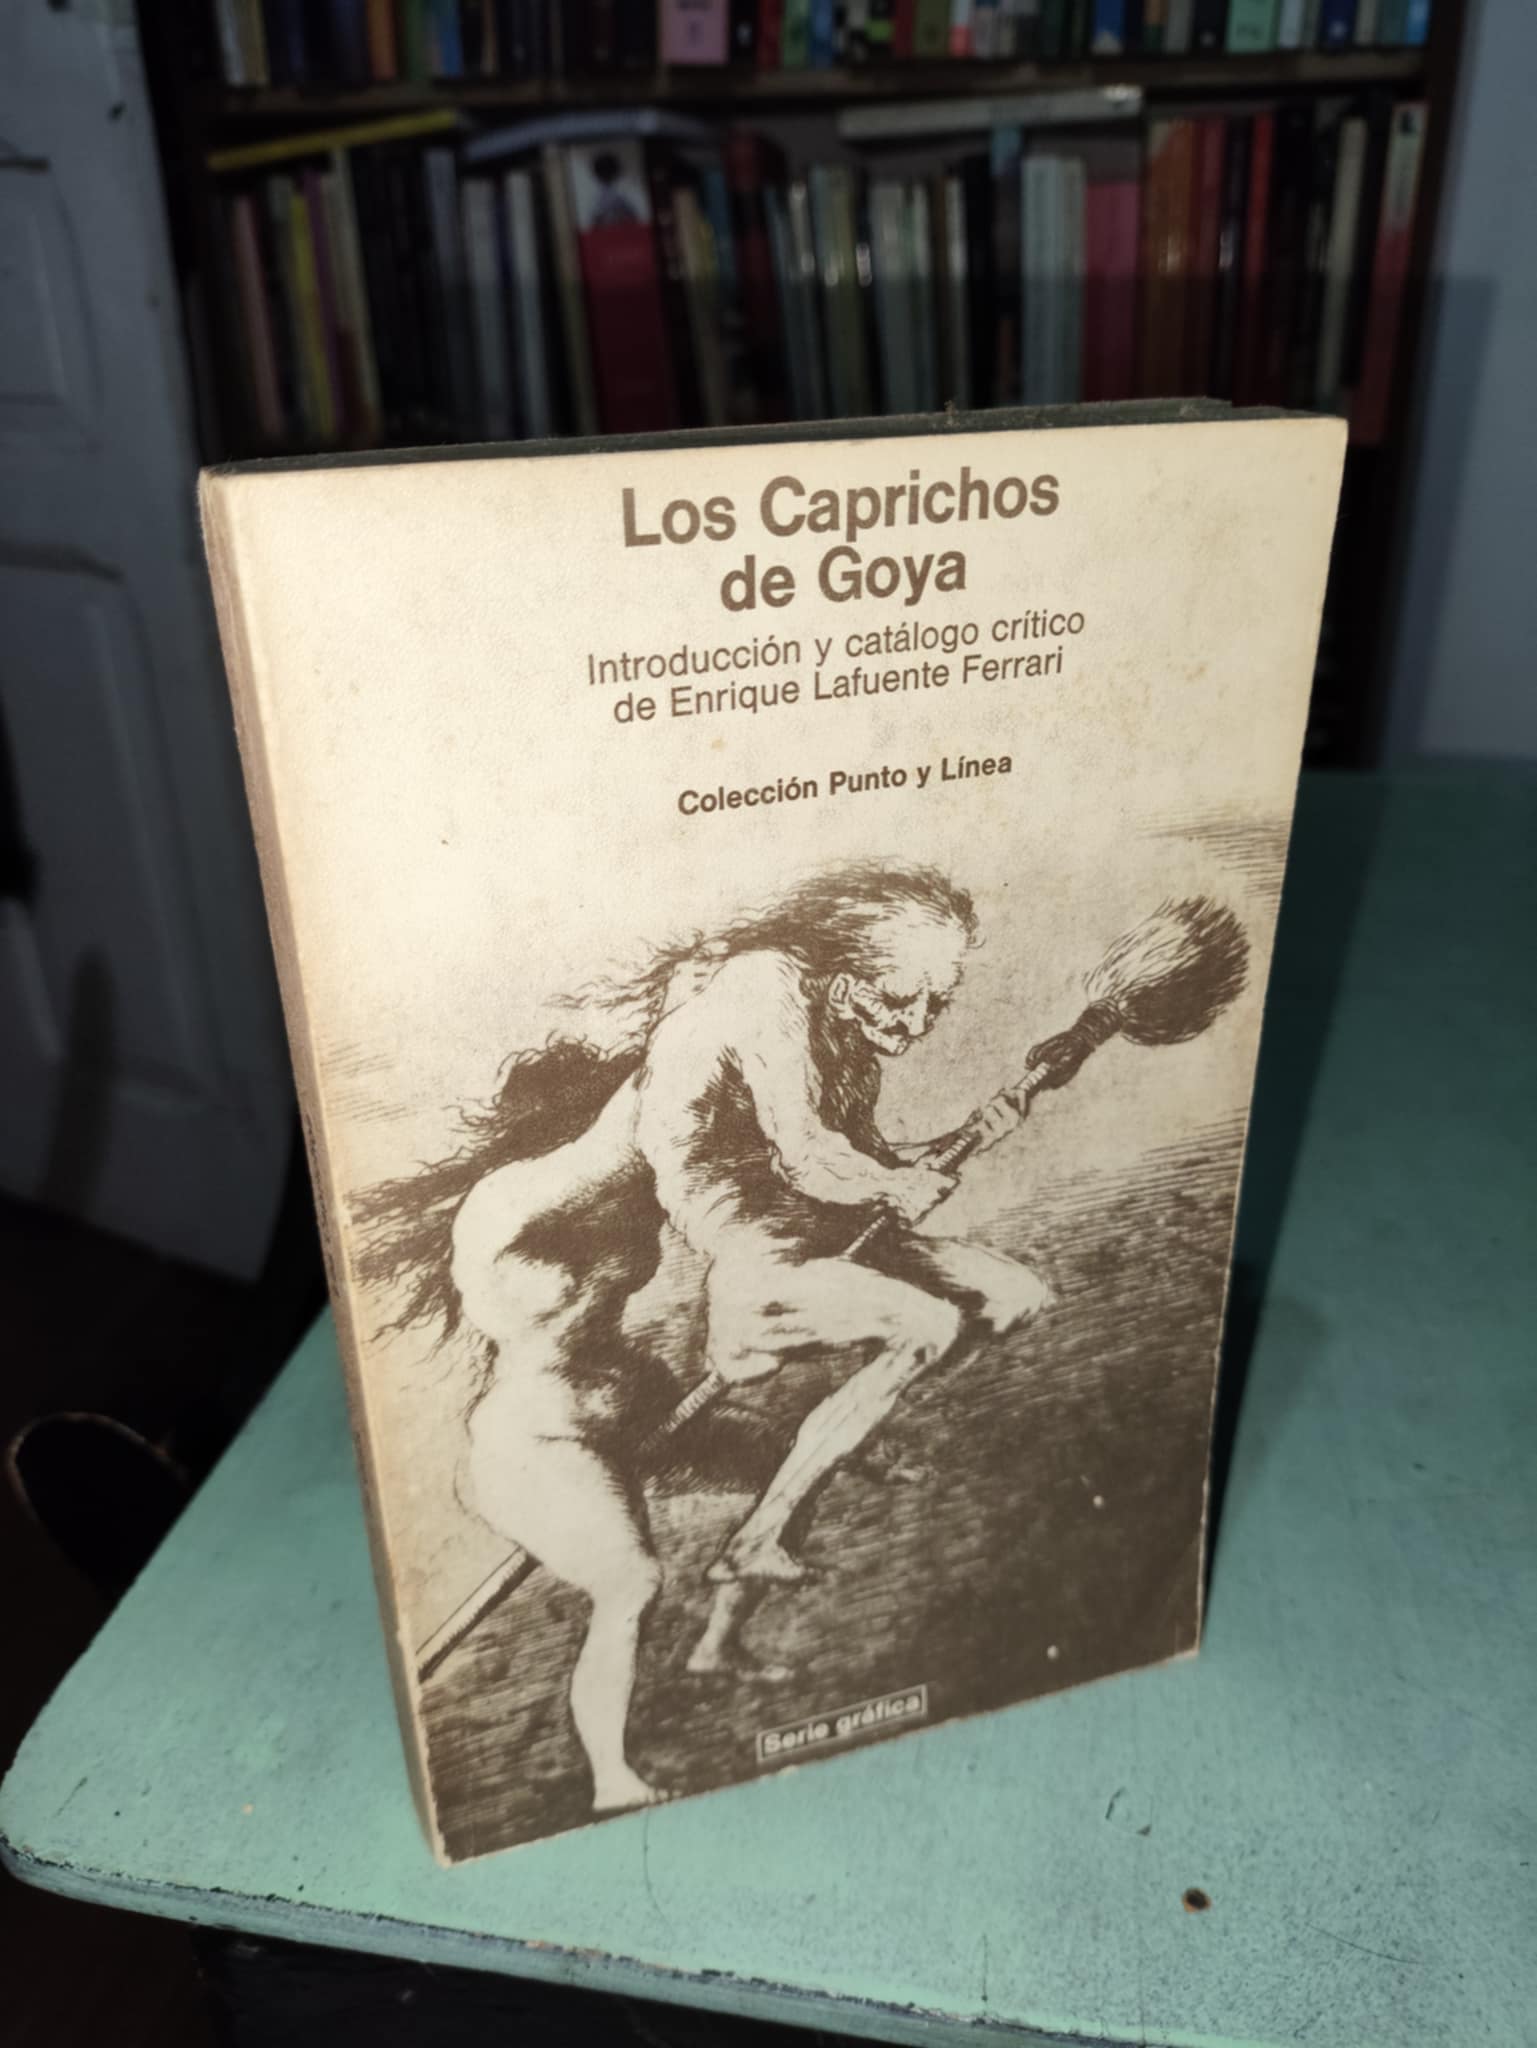 Los Caprichos
de Goya
Introducción y catálogo crítico
de Enrique Lafuente Ferrari
Colección Punto y Línea
Serie gráfica